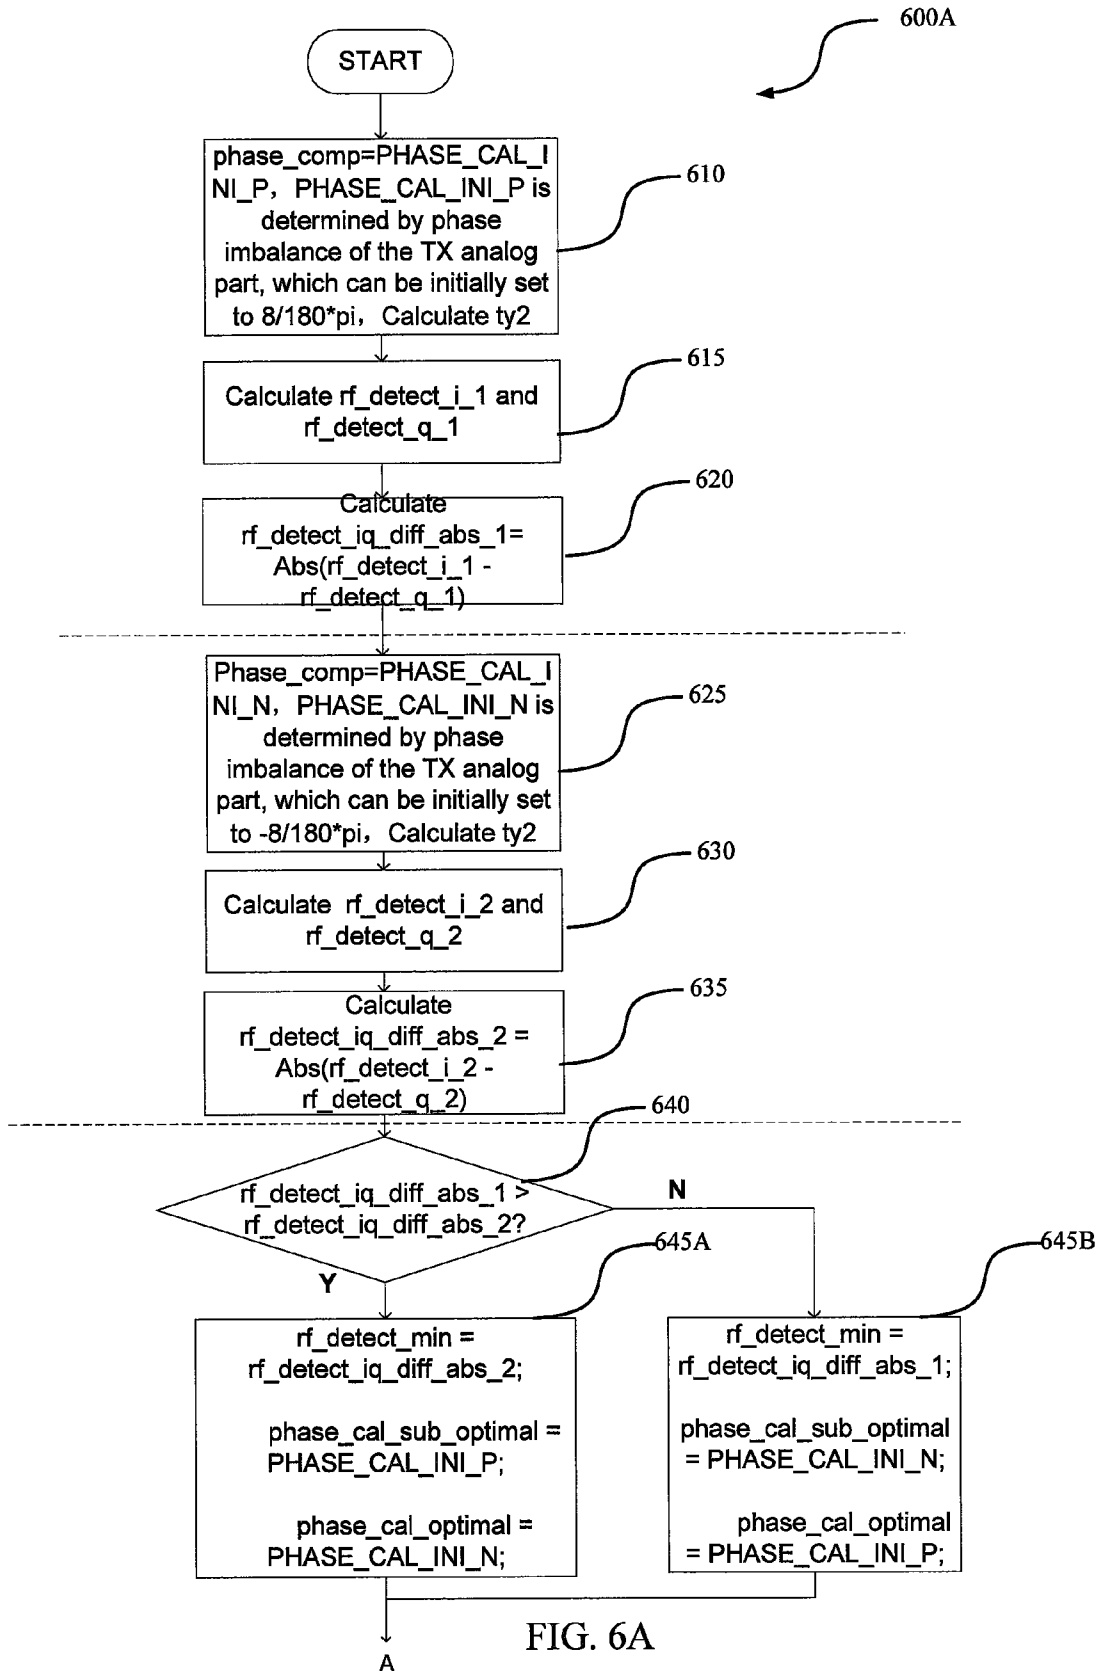 600A
START
phase_comp=PHASE_CAL_I
NI_P，PHASE_CAL_INI_P is
determined by phase
imbalance of the TX analog
part, which can be initially set
to 8/180*pi，Calculate ty2
610
Calculate rf_detect_i_1 and
rf_detect_q_1
615
Calculate
rf_detect_iq_diff_abs_1=
Abs(rf_detect_i_1 -
rf_detect_q_1)
620
Phase_comp=PHASE_CAL_I
NI_N，PHASE_CAL_INI_N is
determined by phase
imbalance of the TX analog
part, which can be initially set
to -8/180*pi，Calculate ty2
625
Calculate rf_detect_i_2 and
rf_detect_q_2
630
Calculate
rf_detect_iq_diff_abs_2 =
Abs(rf_detect_i_2 -
rf_detect_q_2)
635
640
rf_detect_iq_diff_abs_1 >
rf_detect_iq_diff_abs_2?
N
Y
645A
645B
rf_detect_min =
rf_detect_iq_diff_abs_2;
phase_cal_sub_optimal =
PHASE_CAL_INI_P;
phase_cal_optimal =
PHASE_CAL_INI_N;
rf_detect_min =
rf_detect_iq_diff_abs_1;
phase_cal_sub_optimal
= PHASE_CAL_INI_N;
phase_cal_optimal
= PHASE_CAL_INI_P;
A
FIG. 6A